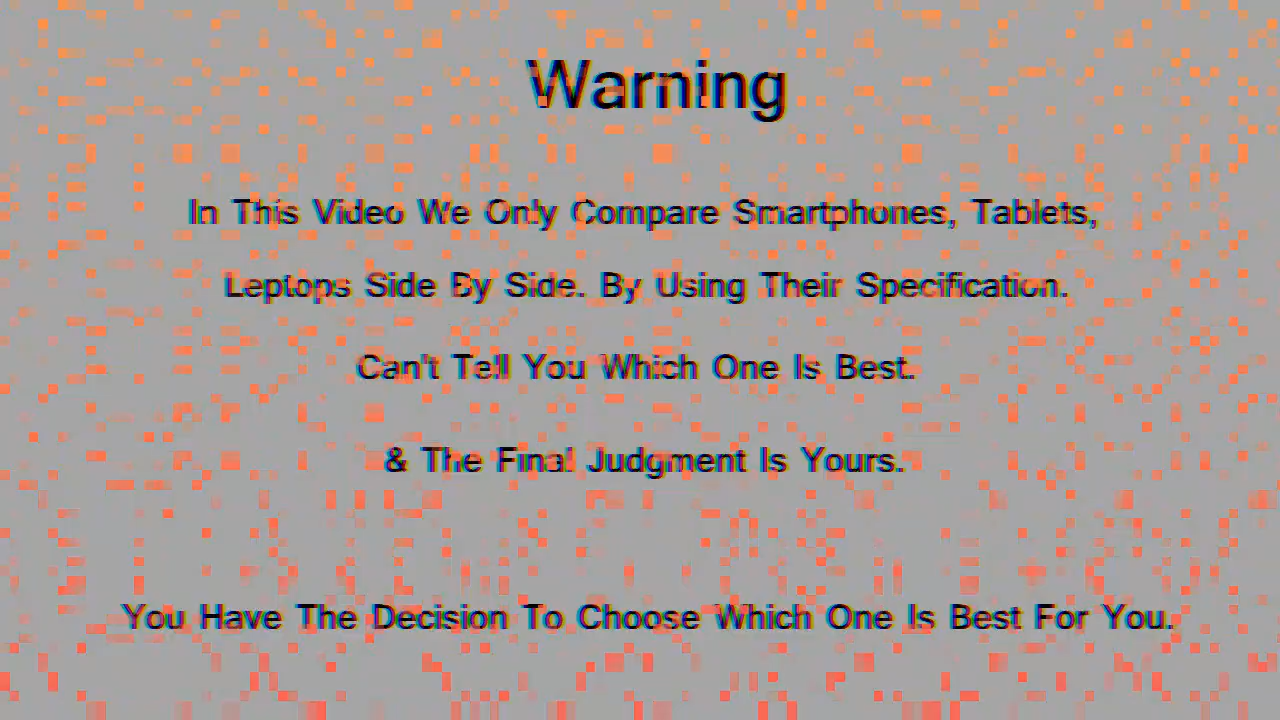 Warning
In This Video We Only Compare Smartphones, Tablets,
Leptops Side By Side. By Using Their Specification.
Can't Tell You Which One Is Best.
& The Final Judgment Is Yours.
You Have The Decision To Choose Which One Is Best For You.